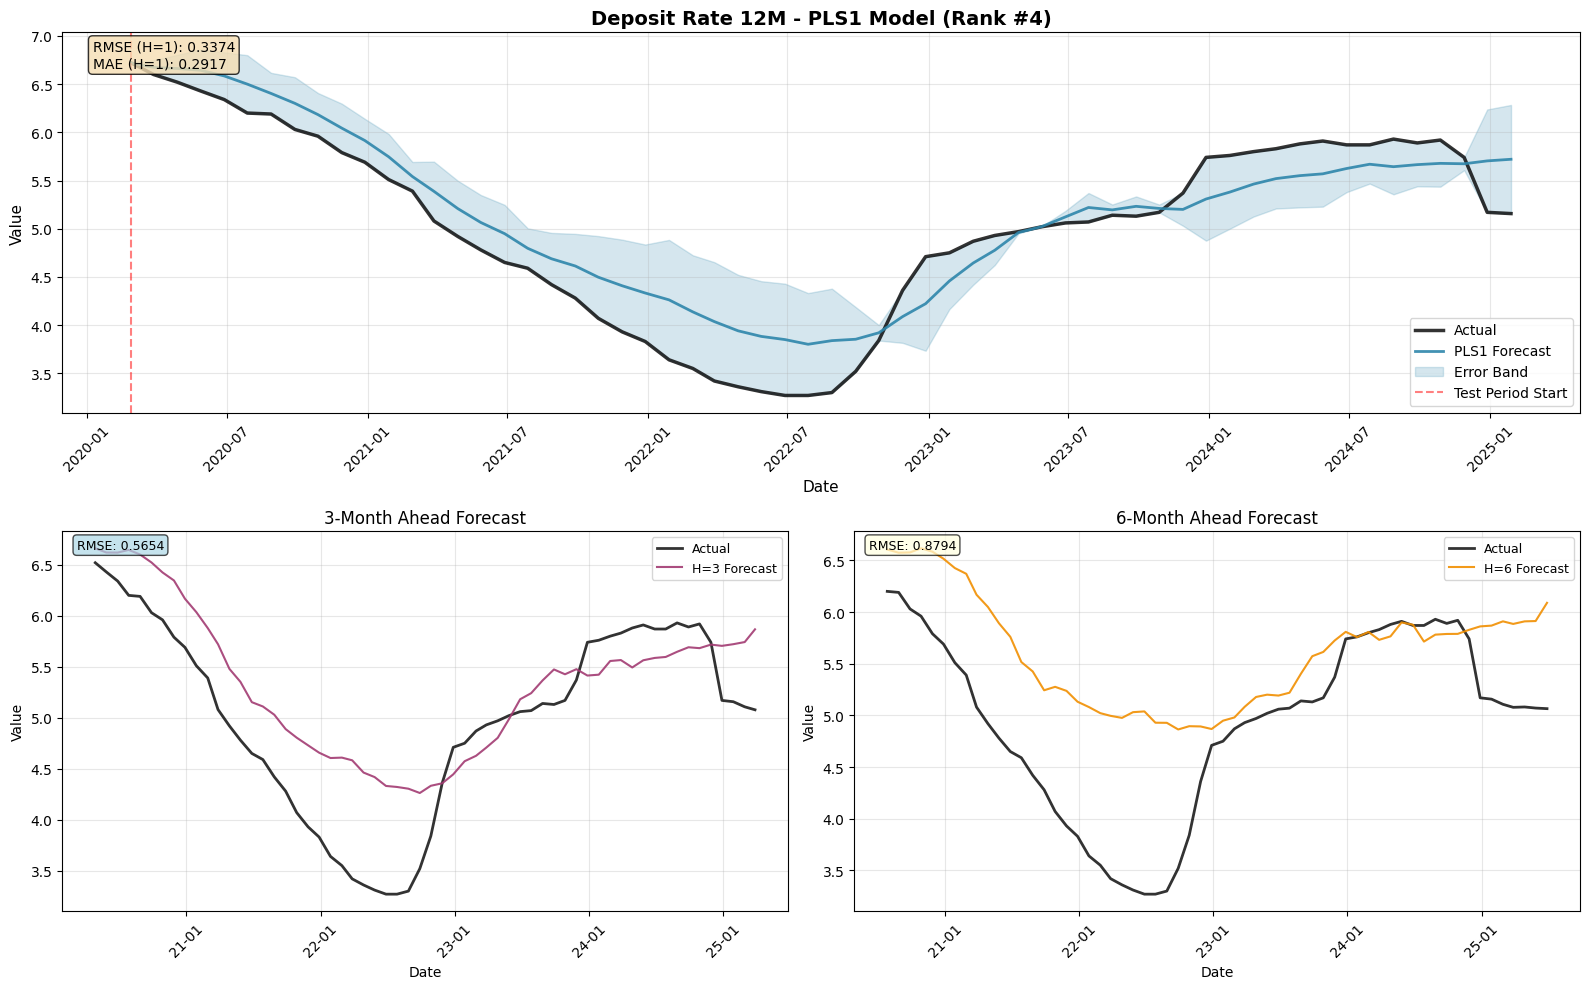 Deposit Rate 12M - PLS1 Model (Rank #4)
RMSE (H=1): 0.3374
MAE (H=1): 0.2917
Value
7.0
6.5
6.0
5.5
5.0
4.5
4.0
3.5
Actual
PLS1 Forecast
Error Band
Test Period Start
2020-01
2020-07
2021-01
2021-07
2022-01
2022-07
2023-01
2023-07
2024-01
2024-07
2025-01
Date
3-Month Ahead Forecast
RMSE: 0.5654
Actual
H=3 Forecast
Value
6.5
6.0
5.5
5.0
4.5
4.0
3.5
21-01
22-01
23-01
24-01
25-01
Date
6-Month Ahead Forecast
RMSE: 0.8794
Actual
H=6 Forecast
Value
6.5
6.0
5.5
5.0
4.5
4.0
3.5
21-01
22-01
23-01
24-01
25-01
Date